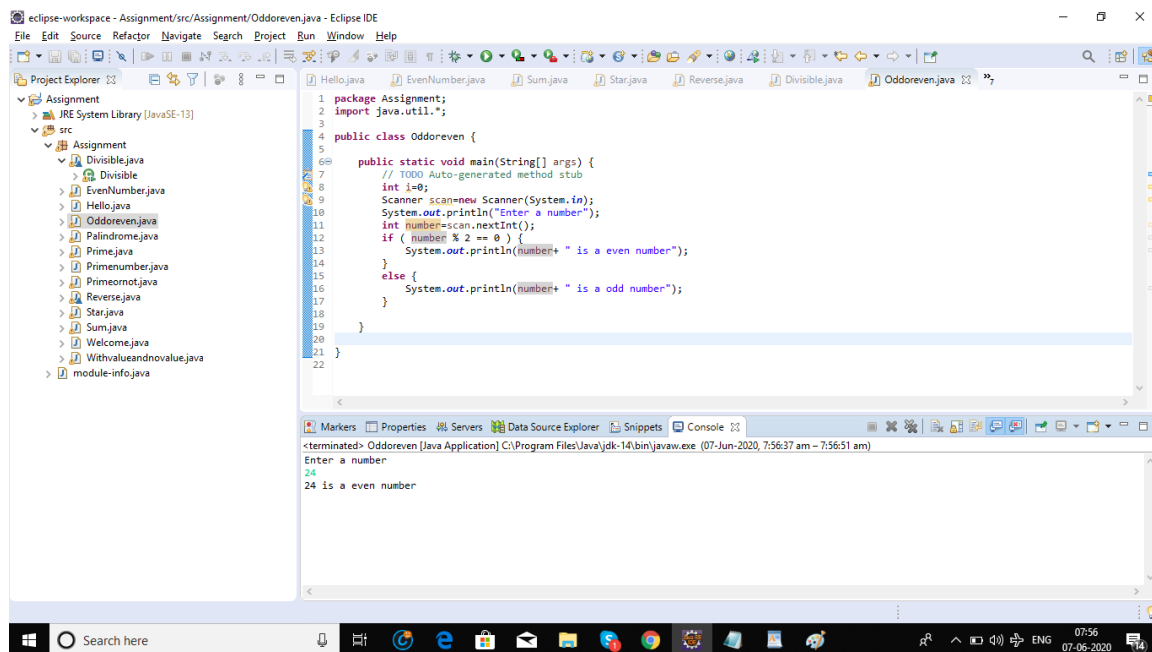 eclipse-workspace - Assignment/src/Assignment/Oddoreven.java - Eclipse IDE
File Edit Source Refactor Navigate Search Project Run Window Help
Project Explorer
Hello.java EvenNumber.java Sum.java Star.java Reverse.java Divisible.java Oddoreven.java »7
Assignment
JRE System Library [JavaSE-13]
src
Assignment
Divisible.java
Divisible
EvenNumber.java
Hello.java
Oddoreven.java
Palindrome.java
Prime.java
Primenumber.java
Primeornot.java
Reverse.java
Star.java
Sum.java
Welcome.java
Withvalueandnovalue.java
module-info.java
1 package Assignment;
2 import java.util.*;
3
4 public class Oddoreven {
5
6 public static void main(String[] args) {
7 // TODO Auto-generated method stub
8 int i=0;
9 Scanner scan=new Scanner(System.in);
10 System.out.println("Enter a number");
11 int number=scan.nextInt();
12 if ( number % 2 == 0 ) {
13 System.out.println(number+ " is a even number");
14 }
15 else {
16 System.out.println(number+ " is a odd number");
17 }
18
19 }
20
21 }
22
Markers Properties Servers Data Source Explorer Snippets Console
<terminated> Oddoreven [Java Application] C:\Program Files\Java\jdk-14\bin\javaw.exe (07-Jun-2020, 7:56:37 am – 7:56:51 am)
Enter a number
24
24 is a even number
Search here
ENG
07:56
07-06-2020
14